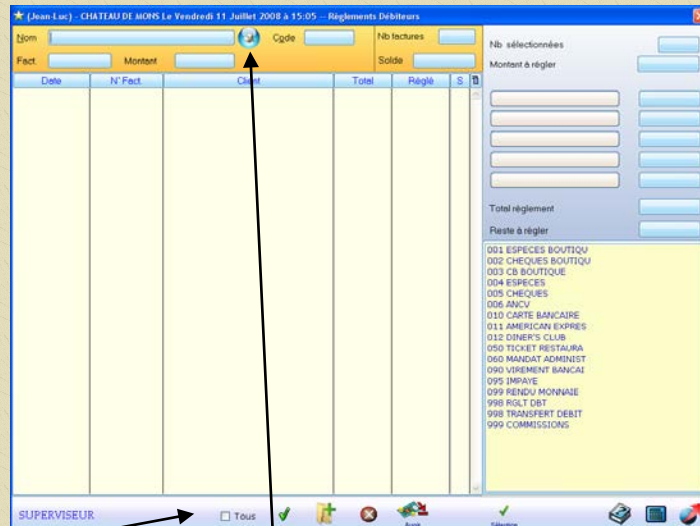 (Jean-Luc) - CHATEAU DE MONS Le Vendredi 11 Juillet 2008 à 15:05 -- Réglements Débiteurs
Nom Code Nb factures
Fact. Montant Solde
Date N° Fact. Client Total Réglé S
Nb sélectionnées
Montant à régler
Total règlement
Reste à régler
001 ESPECES BOUTIQU
002 CHEQUES BOUTIQU
003 CB BOUTIQUE
004 ESPECES
005 CHEQUES
006 ANCV
010 CARTE BANCAIRE
011 AMERICAN EXPRES
012 DINER'S CLUB
050 TICKET RESTAURA
060 MANDAT ADMINIST
090 VIREMENT BANCAI
095 IMPAYE
099 RENDU MONNAIE
998 RGLT DBT
998 TRANSFERT DEBIT
999 COMMISSIONS
SUPERVISEUR Tous
Sélection